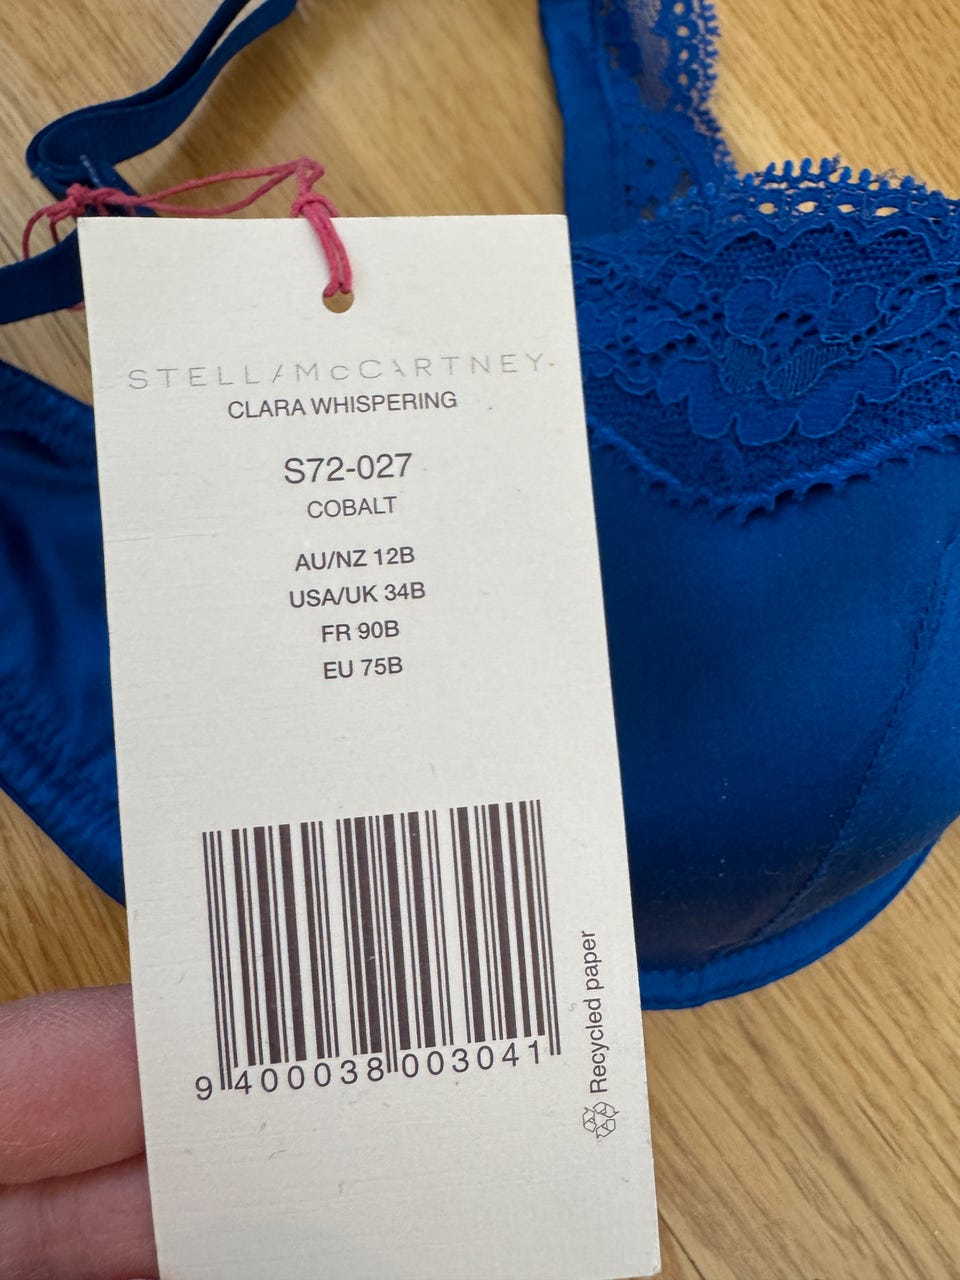 STELLA McCARTNEY.
CLARA WHISPERING
S72-027
COBALT
AU/NZ 12B
USA/UK 34B
FR 90B
EU 75B
9 400038 003041
Recycled paper